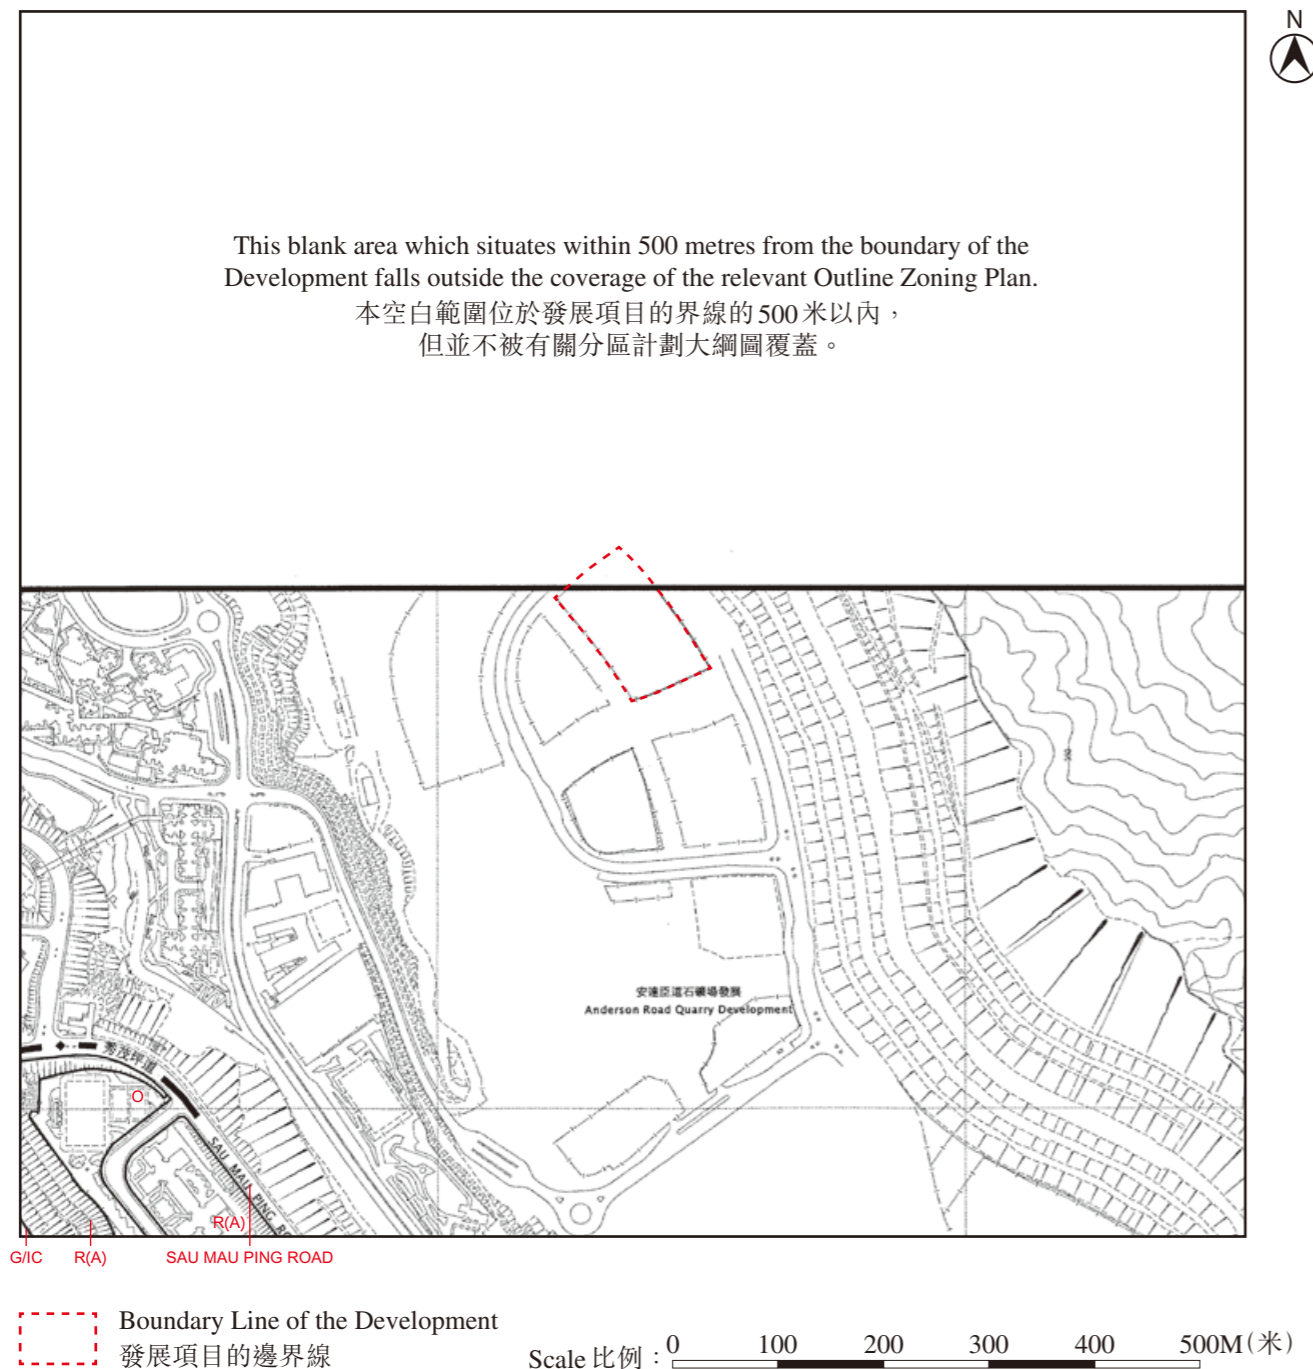 N
This blank area which situates within 500 metres from the boundary of the
Development falls outside the coverage of the relevant Outline Zoning Plan.
本空白範圍位於發展項目的界線的500米以內，
但並不被有關分區計劃大綱圖覆蓋。
安達臣道石礦場發展
Anderson Road Quarry Development
秀茂坪道
O
SAU MAU PING RO
R(A)
G/IC
R(A)
SAU MAU PING ROAD
Boundary Line of the Development
發展項目的邊界線
Scale 比例：
0 100 200 300 400 500M(米)